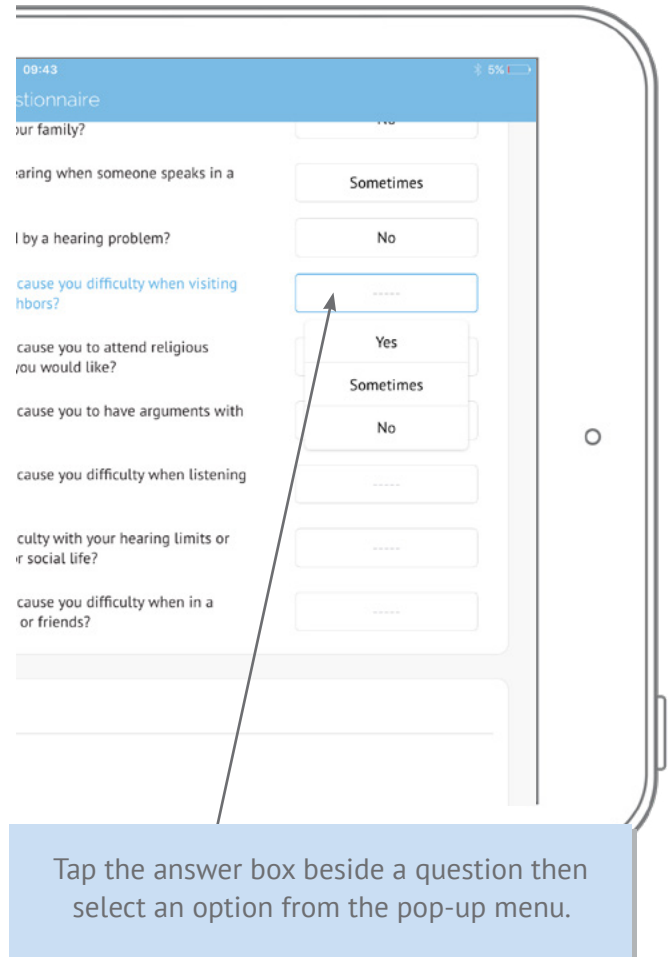 09:43 5%
stionnaire
our family? No
earing when someone speaks in a
Sometimes
by a hearing problem? No
cause you difficulty when visiting
hbors?
-----
Yes
cause you to attend religious
you would like?
Sometimes
cause you to have arguments with
No
cause you difficulty when listening
-----
culty with your hearing limits or
r social life?
-----
cause you difficulty when in a
or friends?
-----
Tap the answer box beside a question then
select an option from the pop-up menu.